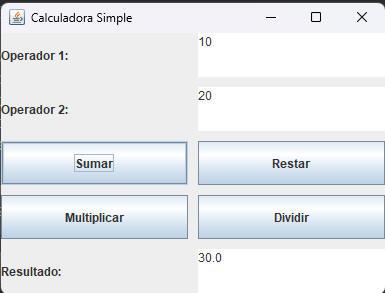 Calculadora Simple
Operador 1: 10
Operador 2: 20
Sumar Restar
Multiplicar Dividir
Resultado: 30.0